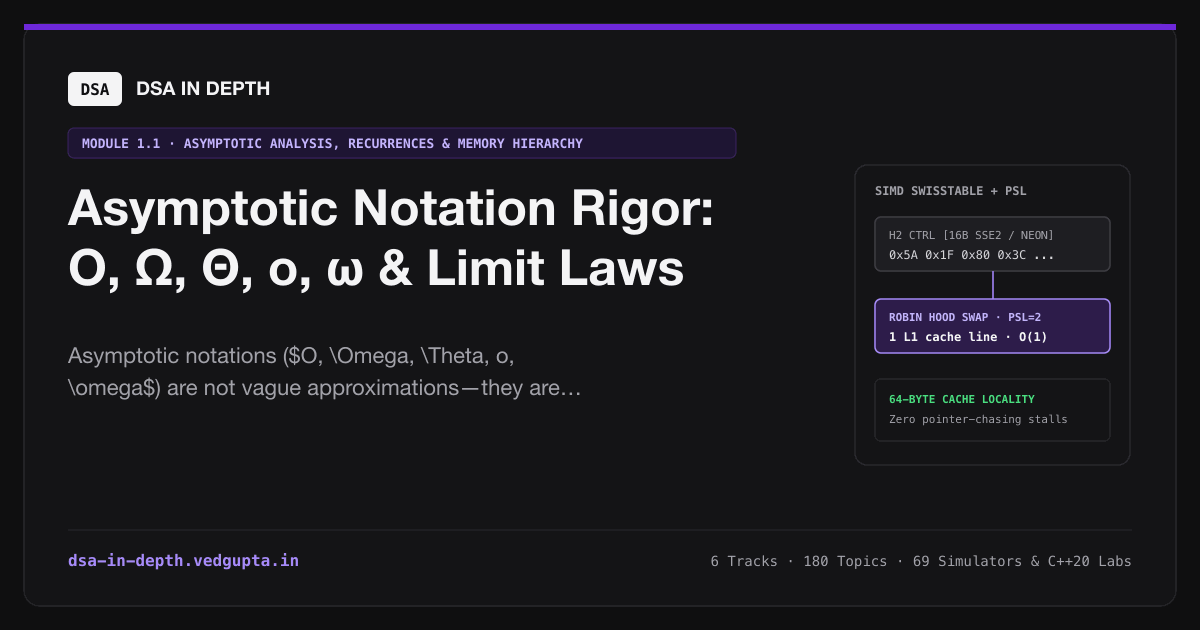 DSA DSA IN DEPTH
MODULE 1.1 · ASYMPTOTIC ANALYSIS, RECURRENCES & MEMORY HIERARCHY
Asymptotic Notation Rigor:
O, Ω, Θ, o, ω & Limit Laws
Asymptotic notations ($O, \Omega, \Theta, o,
\omega$) are not vague approximations—they are…
SIMD SWISSTABLE + PSL
H2 CTRL [16B SSE2 / NEON]
0x5A 0x1F 0x80 0x3C ...
ROBIN HOOD SWAP · PSL=2
1 L1 cache line · O(1)
64-BYTE CACHE LOCALITY
Zero pointer-chasing stalls
dsa-in-depth.vedgupta.in
6 Tracks · 180 Topics · 69 Simulators & C++20 Labs